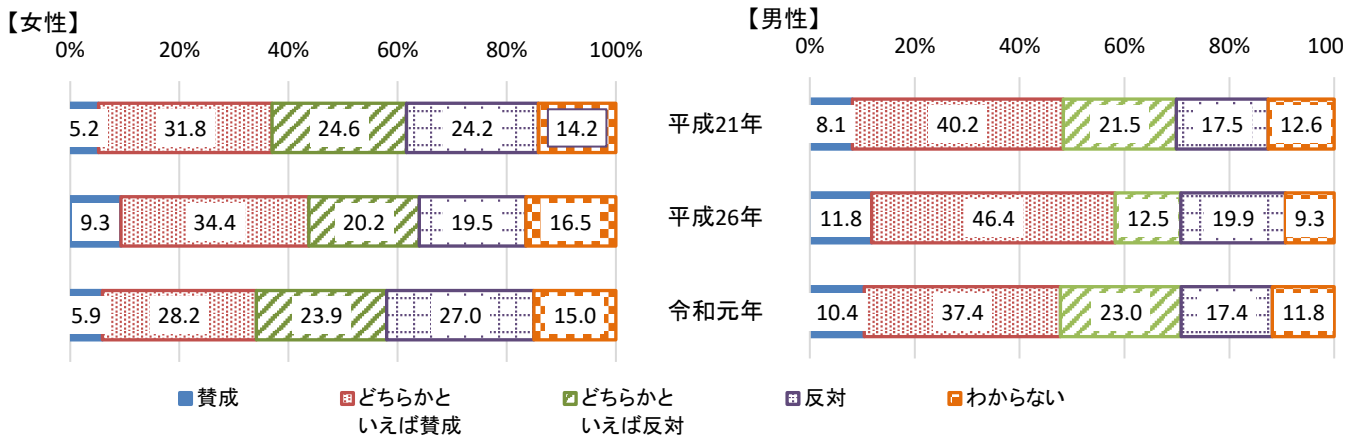 【女性】
0% 20% 40% 60% 80% 100%
【男性】
0% 20% 40% 60% 80% 100
5.2 31.8 24.6 24.2 14.2
平成21年
8.1 40.2 21.5 17.5 12.6
9.3 34.4 20.2 19.5 16.5
平成26年
11.8 46.4 12.5 19.9 9.3
5.9 28.2 23.9 27.0 15.0
令和元年
10.4 37.4 23.0 17.4 11.8
賛成
どちらかと
いえば賛成
どちらかと
いえば反対
反対
わからない